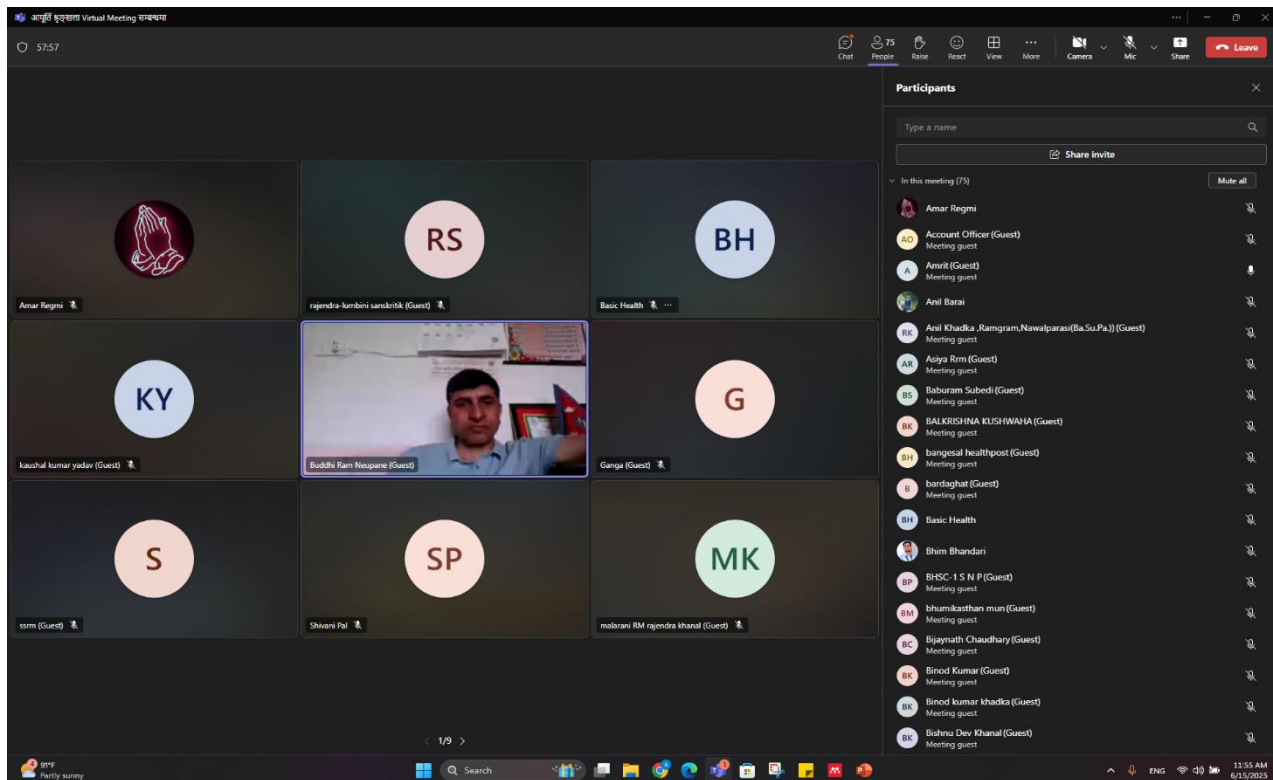 आपूर्ति श्रृङ्खला Virtual Meeting सम्बन्धमा
57:57
Chat
75
People
Raise
React
View
More
Camera
Mic
Share
Leave
Participants
Type a name
Share invite
In this meeting (75)
Mute all
Amar Regmi
AO
Account Officer (Guest)
Meeting guest
A
Amrit (Guest)
Meeting guest
Anil Barai
RK
Anil Khadka ,Ramgram,Nawalparasi(Ba.Su.Pa.)) (Guest)
Meeting guest
AR
Asiya Rrm (Guest)
Meeting guest
BS
Baburam Subedi (Guest)
Meeting guest
BK
BALKRISHNA KUSHWAHA (Guest)
Meeting guest
BH
bangesal healthpost (Guest)
Meeting guest
B
bardaghat (Guest)
Meeting guest
BH
Basic Health
Bhim Bhandari
BP
BHSC-1 S N P (Guest)
Meeting guest
BM
bhumikasthan mun (Guest)
Meeting guest
BC
Bijaynath Chaudhary (Guest)
Meeting guest
BK
Binod Kumar (Guest)
Meeting guest
BK
Binod kumar khadka (Guest)
Meeting guest
BK
Bishnu Dev Khanal (Guest)
Meeting guest
Amar Regmi
RS
rajendra-lumbini sanskritik (Guest)
BH
Basic Health
KY
kaushal kumar yadav (Guest)
Buddhi Ram Neupane (Guest)
G
Ganga (Guest)
S
ssrm (Guest)
SP
Shivani Pal
MK
malarani RM rajendra khanal (Guest)
1/9
4
91°F
Partly sunny
Search
ENG
11:55 AM
6/15/2025